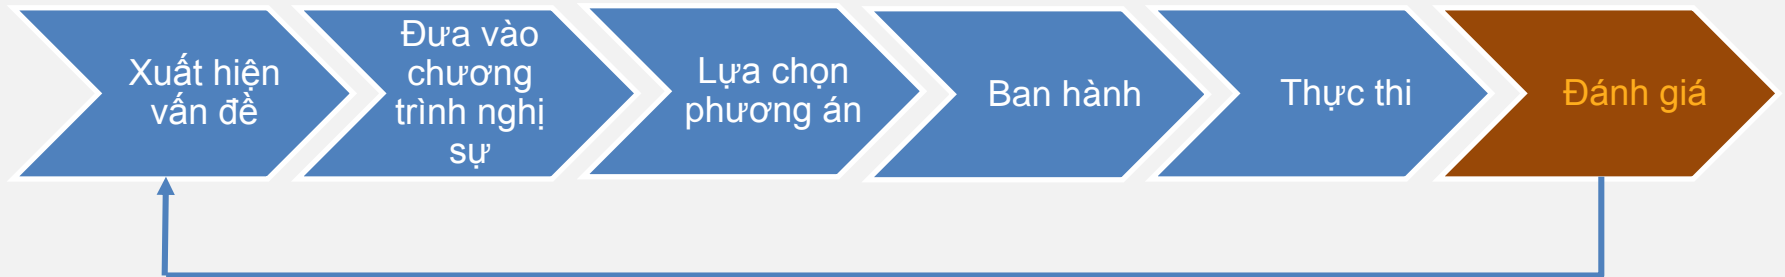 Xuất hiện
vấn đề
Đưa vào
chương
trình nghị
sự
Lựa chọn
phương án
Ban hành
Thực thi
Đánh giá